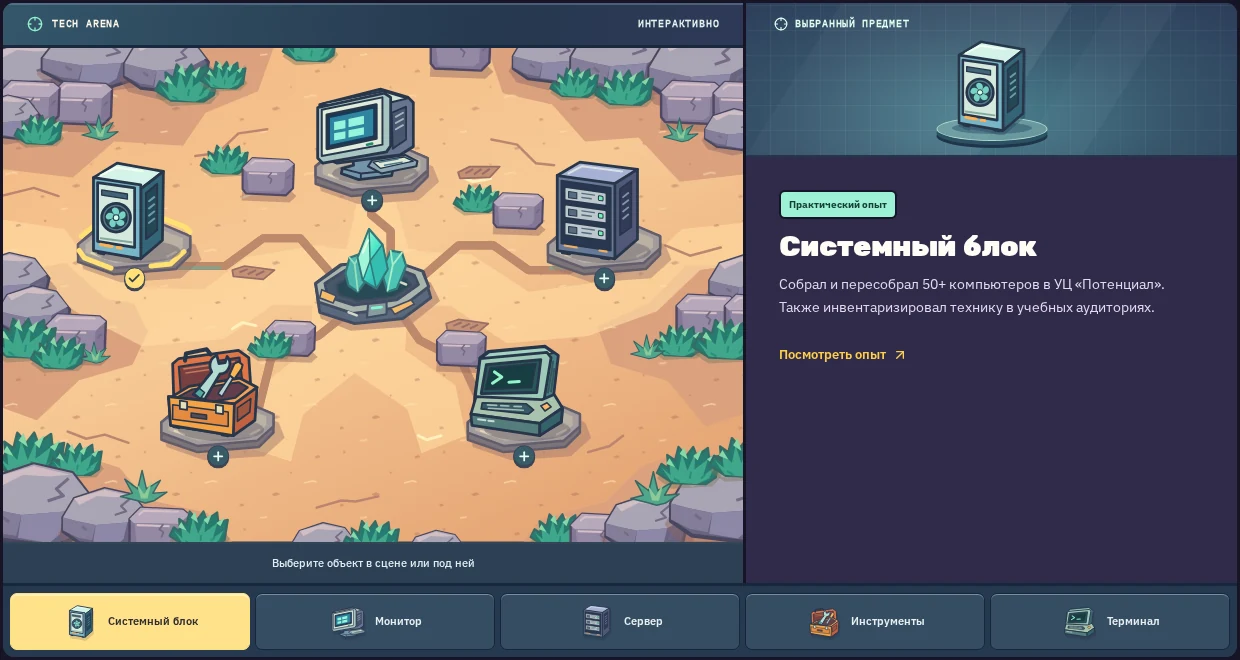 TECH ARENA
ИНТЕРАКТИВНО
ВЫБРАННЫЙ ПРЕДМЕТ
Практический опыт
Системный блок
Собрал и пересобрал 50+ компьютеров в УЦ «Потенциал».
Также инвентаризировал технику в учебных аудиториях.
Посмотреть опыт
Выберите объект в сцене или под ней
Системный блок
Монитор
Сервер
Инструменты
Терминал